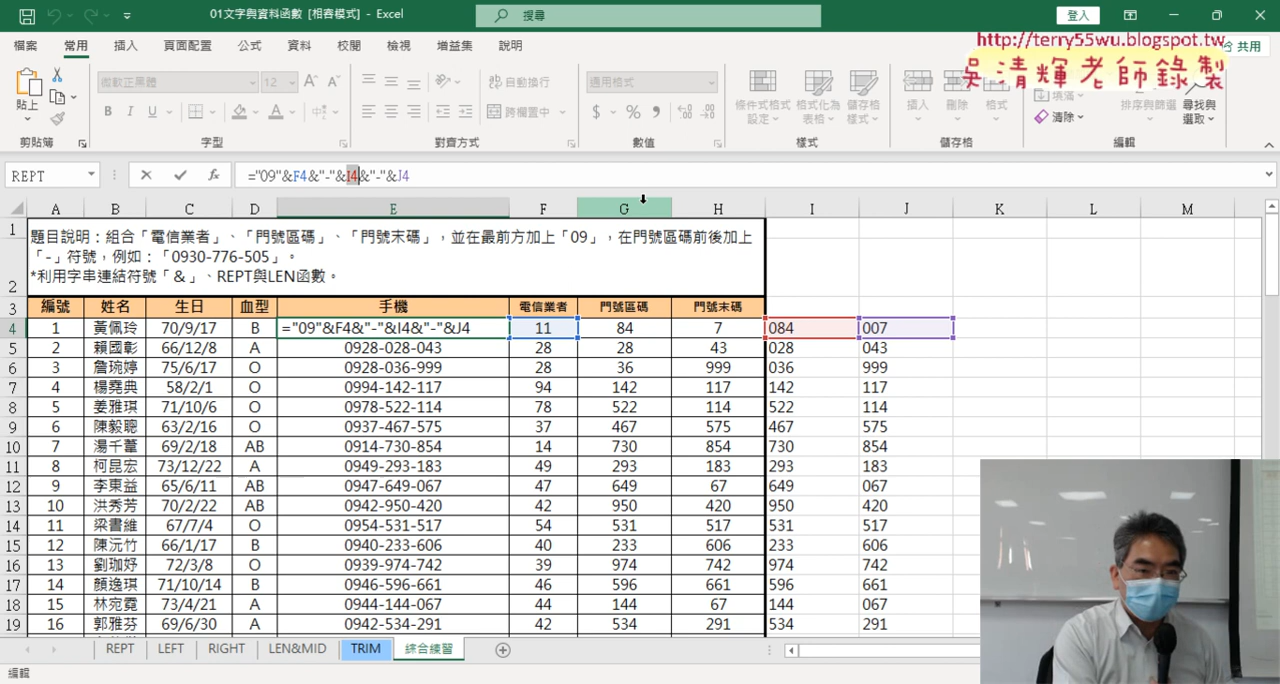 01文字與資料函數 [相容模式] - Excel
搜尋
登入
http://terry55wu.blogspot.tw
吳清輝老師錄製
檔案 常用 插入 頁面配置 公式 資料 校閱 檢視 增益集 說明
共用
貼上
微軟正黑體 12
自動換行
跨欄置中
通用格式
條件式格式設定 格式化為表格 儲存格樣式
插入 刪除 格式
填滿
清除
排序與篩選 尋找與選取
剪貼簿 字型 對齊方式 數值 樣式 儲存格 編輯
REPT
="09"&F4&"-"&I4&"-"&J4
A B C D E F G H I J K L M
1 題目說明：組合「電信業者」、「門號區碼」、「門號末碼」，並在最前方加上「09」，在門號區碼前後加上
2 「-」符號，例如：「0930-776-505」。
*利用字串連結符號「&」、REPT與LEN函數。
3 編號 姓名 生日 血型 手機 電信業者 門號區碼 門號末碼
4 1 黃佩玲 70/9/17 B ="09"&F4&"-"&I4&"-"&J4 11 84 7 084 007
5 2 賴國彰 66/12/8 A 0928-028-043 28 28 43 028 043
6 3 詹琬婷 75/6/17 O 0928-036-999 28 36 999 036 999
7 4 楊堯典 58/2/1 O 0994-142-117 94 142 117 142 117
8 5 姜雅琪 71/10/6 O 0978-522-114 78 522 114 522 114
9 6 陳毅聰 63/2/16 O 0937-467-575 37 467 575 467 575
10 7 湯千葦 69/2/18 AB 0914-730-854 14 730 854 730 854
11 8 柯昆宏 73/12/22 A 0949-293-183 49 293 183 293 183
12 9 李東益 65/6/11 AB 0947-649-067 47 649 67 649 067
13 10 洪秀芳 70/2/22 AB 0942-950-420 42 950 420 950 420
14 11 梁書維 67/7/4 O 0954-531-517 54 531 517 531 517
15 12 陳沅竹 66/1/17 B 0940-233-606 40 233 606 233 606
16 13 劉珈妤 72/3/8 O 0939-974-742 39 974 742 974 742
17 14 顏逸琪 71/10/14 B 0946-596-661 46 596 661 596 661
18 15 林宛霓 73/4/21 A 0944-144-067 44 144 67 144 067
19 16 郭雅芬 69/6/30 A 0942-534-291 42 534 291 534 291
REPT LEFT RIGHT LEN&MID TRIM 綜合練習
編輯